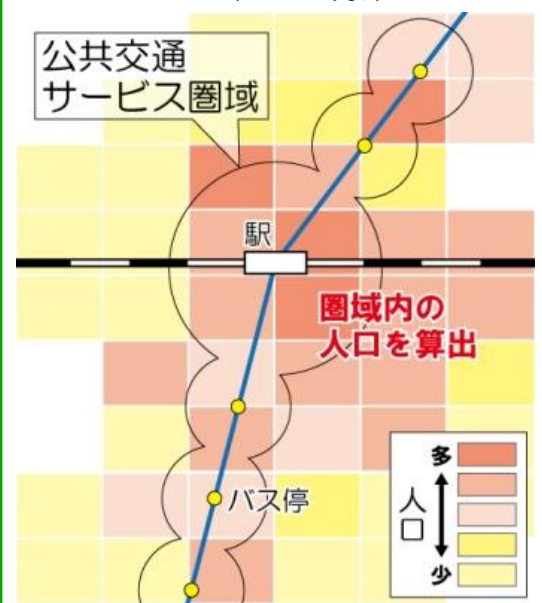 公共交通
サービス圏域
駅
圏域内の
人口を算出
バス停
多
人口
少